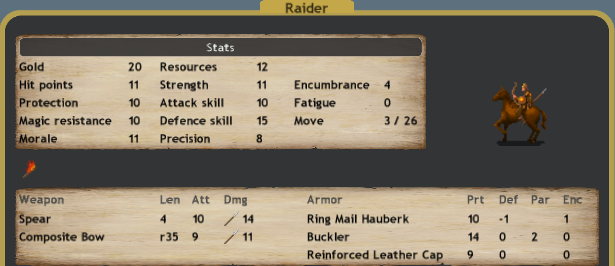 Raider
Stats
Gold 20 Resources 12
Hit points 11 Strength 11 Encumbrance 4
Protection 10 Attack skill 10 Fatigue 0
Magic resistance 10 Defence skill 15 Move 3 / 26
Morale 11 Precision 8
Weapon Len Att Dmg Armor Prt Def Par Enc
Spear 4 10 14 Ring Mail Hauberk 10 -1 1
Composite Bow r35 9 11 Buckler 14 0 2 0
Reinforced Leather Cap 9 0 0